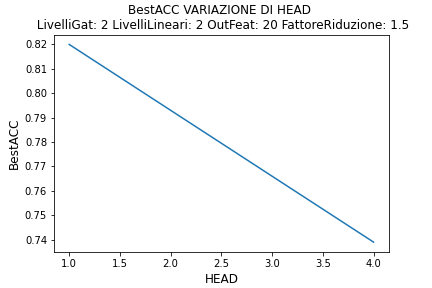 BestACC VARIAZIONE DI HEAD
LivelliGat: 2 LivelliLineari: 2 OutFeat: 20 FattoreRiduzione: 1.5
0.82
0.81
0.80
0.79
0.78
0.77
0.76
0.75
0.74
BestACC
1.0 1.5 2.0 2.5 3.0 3.5 4.0
HEAD